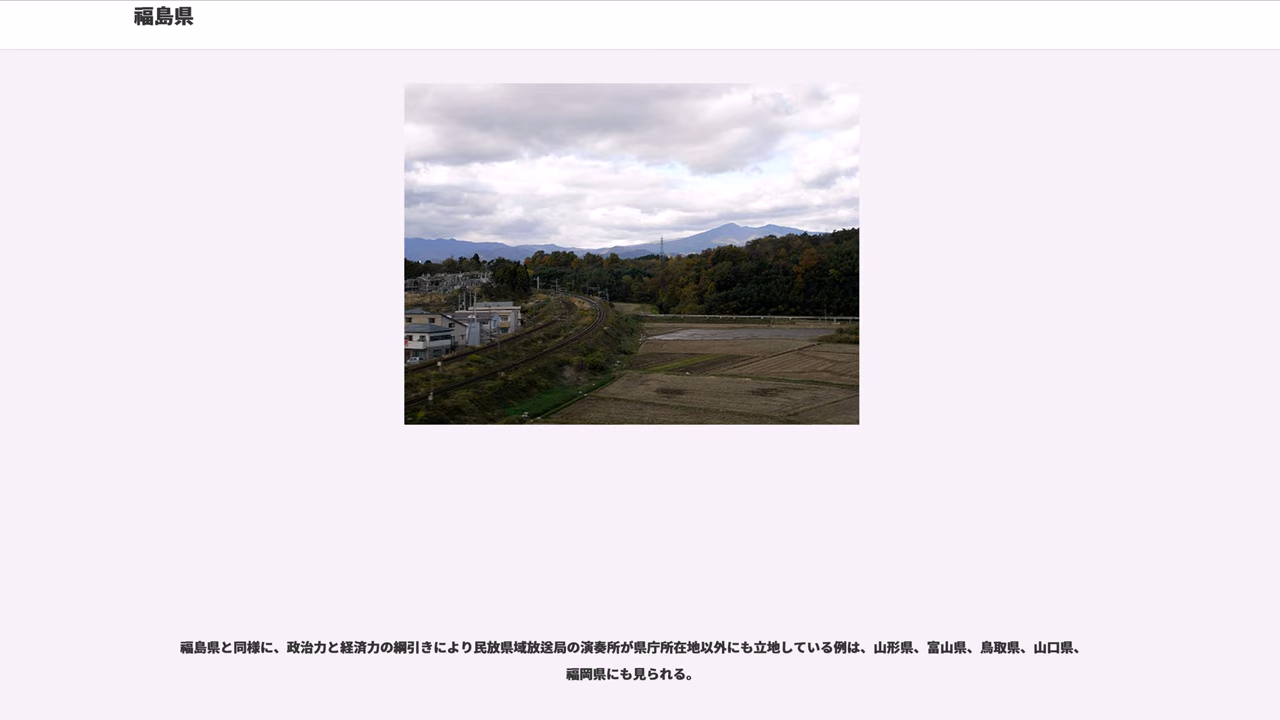 福島県
福島県と同様に、政治力と経済力の綱引きにより民放県域放送局の演奏所が県庁所在地以外にも立地している例は、山形県、富山県、鳥取県、山口県、
福岡県にも見られる。